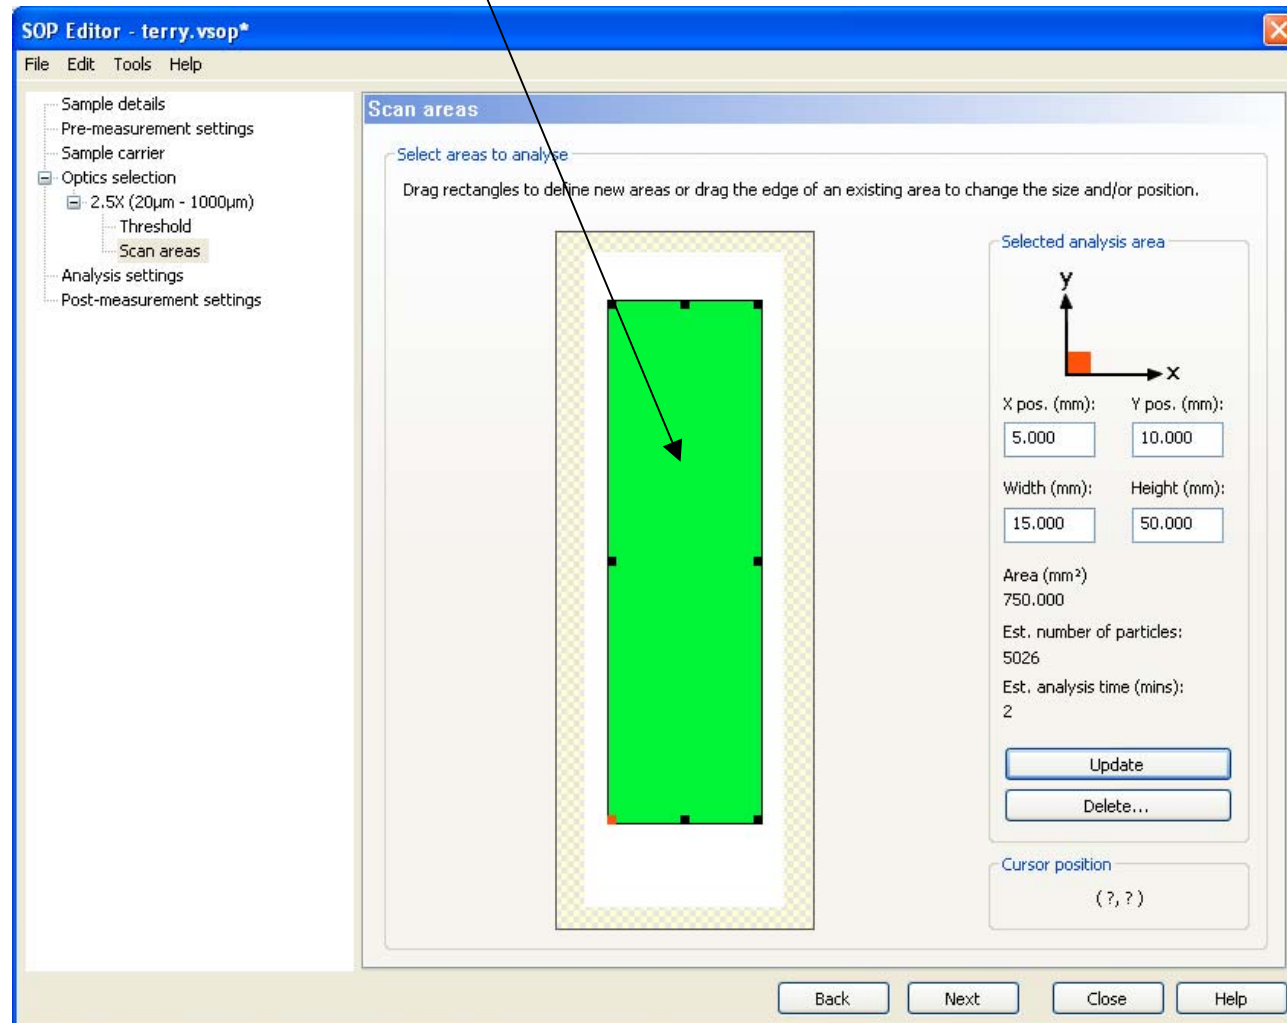 SOP Editor - terry.vsop*
File Edit Tools Help
Sample details
Pre-measurement settings
Sample carrier
Optics selection
2.5X (20µm - 1000µm)
Threshold
Scan areas
Analysis settings
Post-measurement settings
Scan areas
Select areas to analyse
Drag rectangles to define new areas or drag the edge of an existing area to change the size and/or position.
Selected analysis area
y
x
X pos. (mm): Y pos. (mm):
5.000 10.000
Width (mm): Height (mm):
15.000 50.000
Area (mm²)
750.000
Est. number of particles:
5026
Est. analysis time (mins):
2
Update
Delete...
Cursor position
( ?, ? )
Back Next Close Help